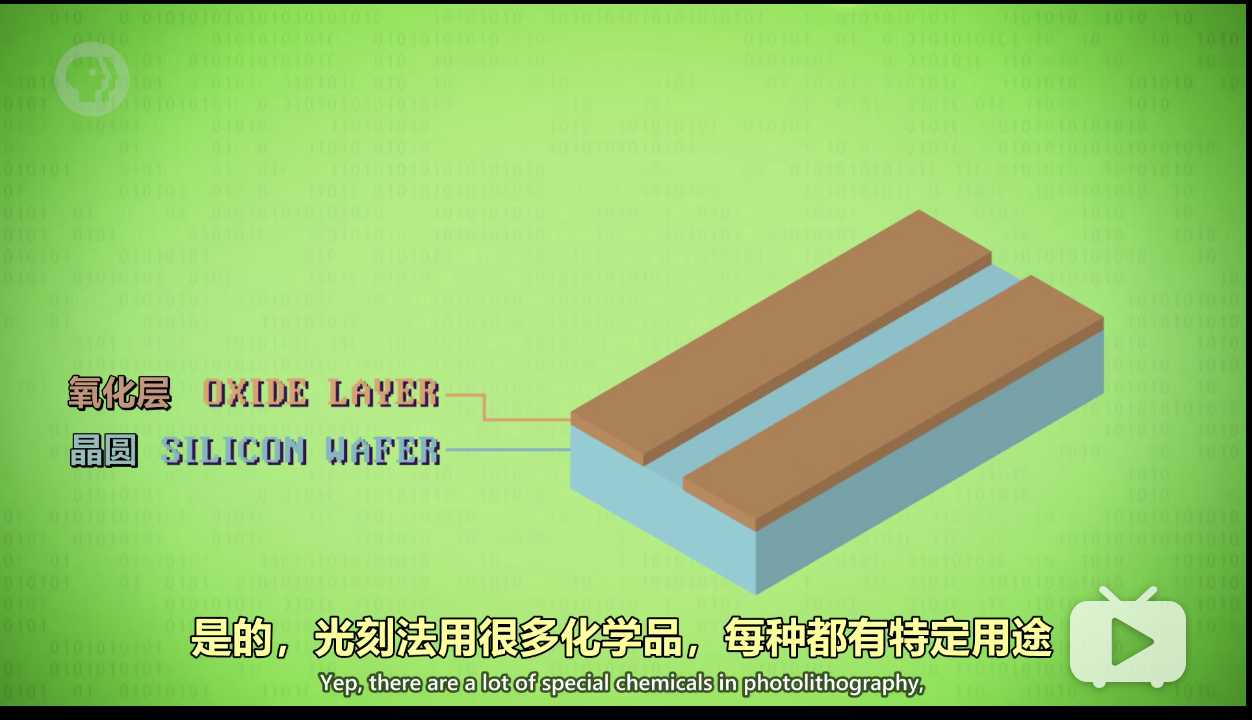 氧化层 OXIDE LAYER
晶圆 SILICON WAFER
是的，光刻法用很多化学品，每种都有特定用途
Yep, there are a lot of special chemicals in photolithography,